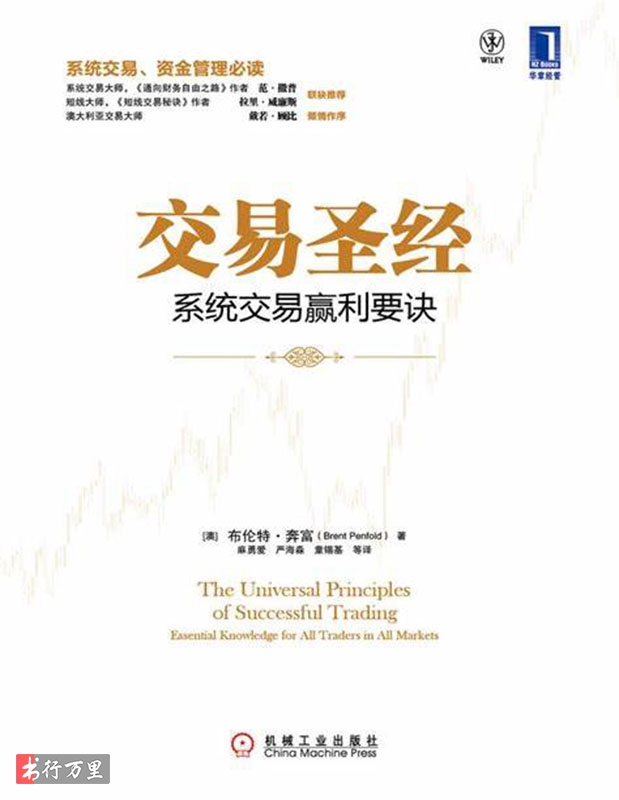 系统交易、资金管理必读
系统交易大师，《通向财务自由之路》作者 范·撒普
短线大师，《短线交易秘诀》作者 拉里·威廉斯
联袂推荐
澳大利亚交易大师 戴若·顾比 倾情作序
WILEY
HZ Books
华章经管
交易圣经
系统交易赢利要诀
[澳] 布伦特·奔富（Brent Penfold）著
麻勇爱 严海淼 童锡基 等译
The Universal Principles
of Successful Trading
Essential Knowledge for All Traders in All Markets
机械工业出版社
China Machine Press
书行万里